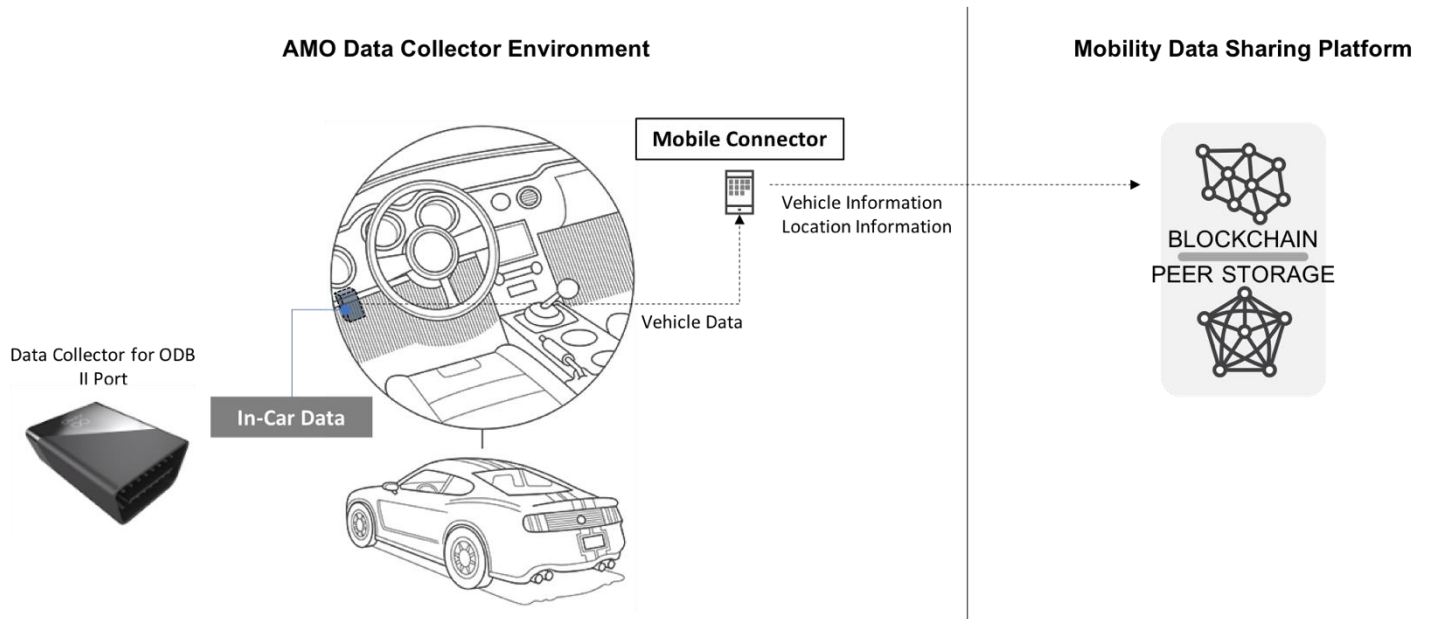 AMO Data Collector Environment
Mobility Data Sharing Platform
Mobile Connector
Vehicle Information
Location Information
BLOCKCHAIN
PEER STORAGE
Vehicle Data
Data Collector for ODB
II Port
In-Car Data